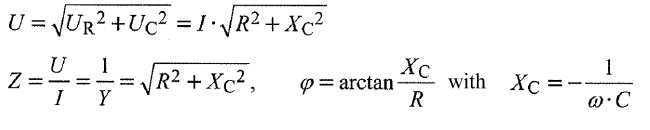 U = √(U_R² + U_C²) = I · √(R² + X_C²)
Z = U/I = 1/Y = √(R² + X_C²), φ = arctan X_C/R with X_C = − 1/(ω · C)